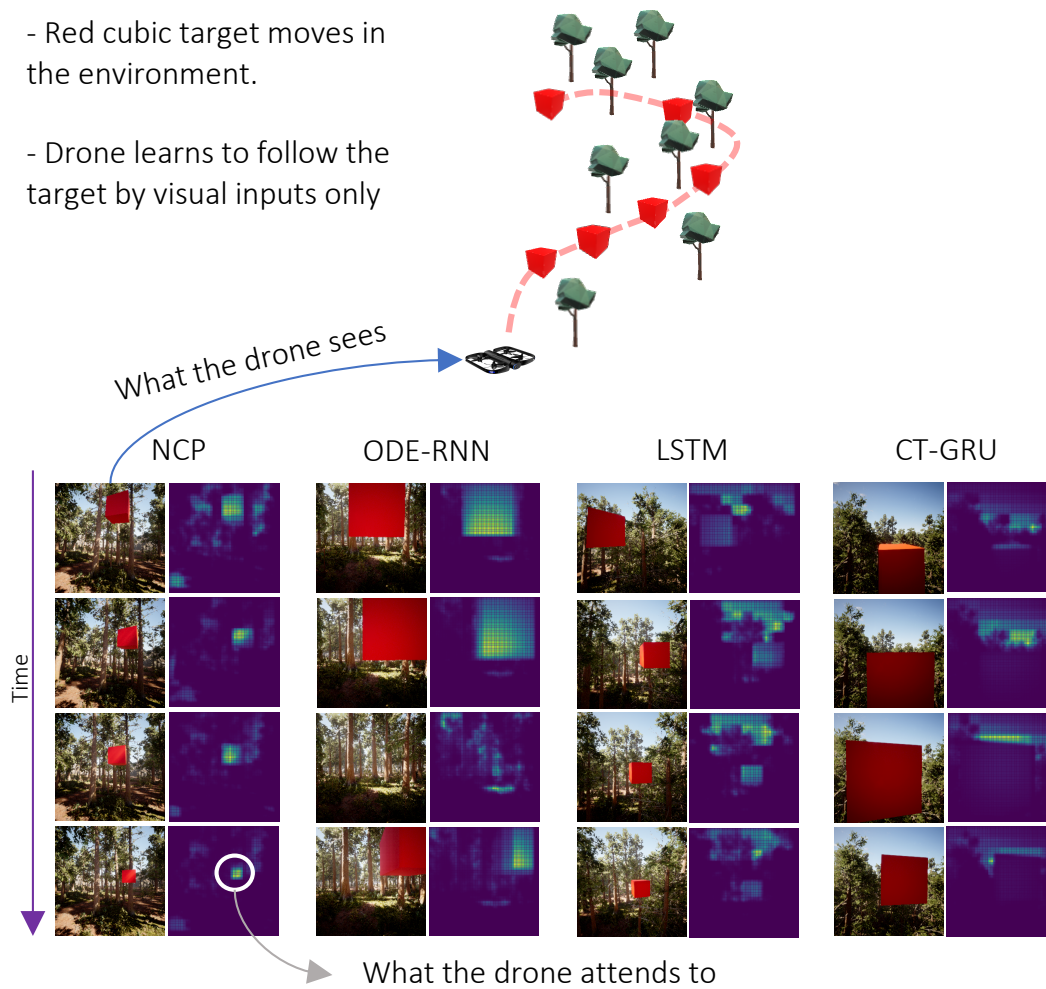 - Red cubic target moves in
the environment.
- Drone learns to follow the
target by visual inputs only
What the drone sees
NCP
ODE-RNN
LSTM
CT-GRU
Time
What the drone attends to